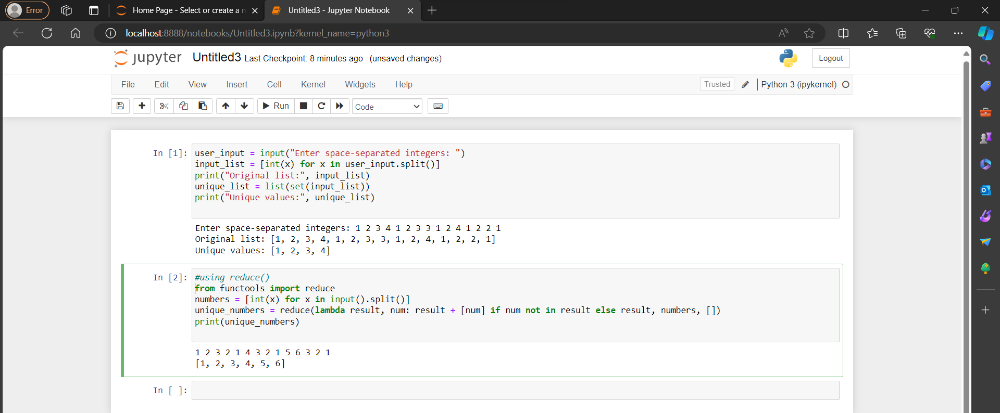 Error
Home Page - Select or create a n
Untitled3 - Jupyter Notebook
localhost:8888/notebooks/Untitled3.ipynb?kernel_name=python3
jupyter Untitled3 Last Checkpoint: 8 minutes ago (unsaved changes)
Logout
File Edit View Insert Cell Kernel Widgets Help
Trusted Python 3 (ipykernel)
Run Code
In [1]: user_input = input("Enter space-separated integers: ")
input_list = [int(x) for x in user_input.split()]
print("Original list:", input_list)
unique_list = list(set(input_list))
print("Unique values:", unique_list)
Enter space-separated integers: 1 2 3 4 1 2 3 3 1 2 4 1 2 2 1
Original list: [1, 2, 3, 4, 1, 2, 3, 3, 1, 2, 4, 1, 2, 2, 1]
Unique values: [1, 2, 3, 4]
In [2]: #using reduce()
from functools import reduce
numbers = [int(x) for x in input().split()]
unique_numbers = reduce(lambda result, num: result + [num] if num not in result else result, numbers, [])
print(unique_numbers)
1 2 3 2 1 4 3 2 1 5 6 3 2 1
[1, 2, 3, 4, 5, 6]
In [ ]: